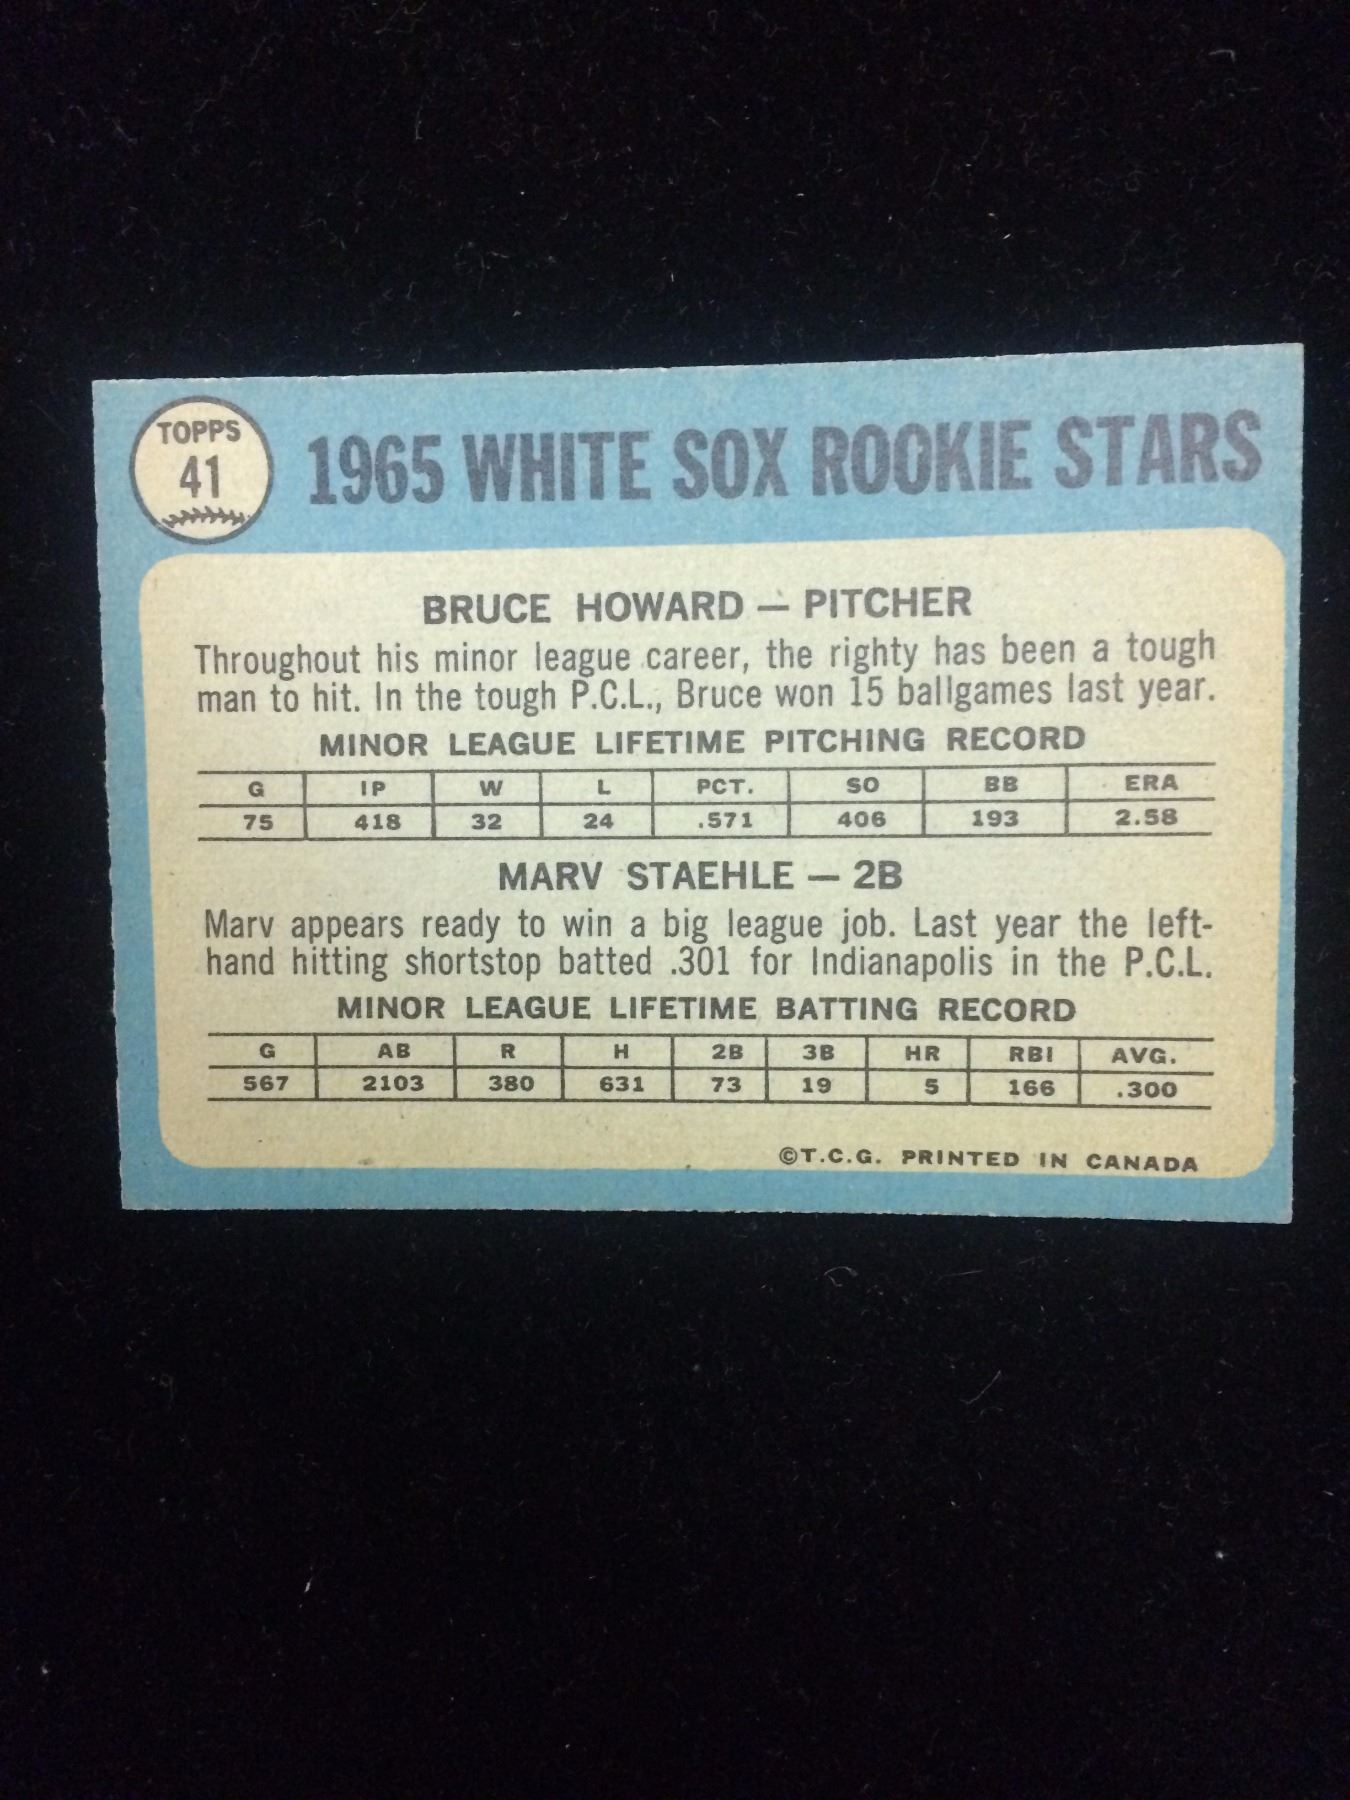 TOPPS
41
1965 WHITE SOX ROOKIE STARS
BRUCE HOWARD — PITCHER
Throughout his minor league career, the righty has been a tough
man to hit. In the tough P.C.L., Bruce won 15 ballgames last year.
MINOR LEAGUE LIFETIME PITCHING RECORD
G IP W L PCT. SO BB ERA
75 418 32 24 .571 406 193 2.58
MARV STAEHLE — 2B
Marv appears ready to win a big league job. Last year the left-
hand hitting shortstop batted .301 for Indianapolis in the P.C.L.
MINOR LEAGUE LIFETIME BATTING RECORD
G AB R H 2B 3B HR RBI AVG.
567 2103 380 631 73 19 5 166 .300
©T.C.G. PRINTED IN CANADA